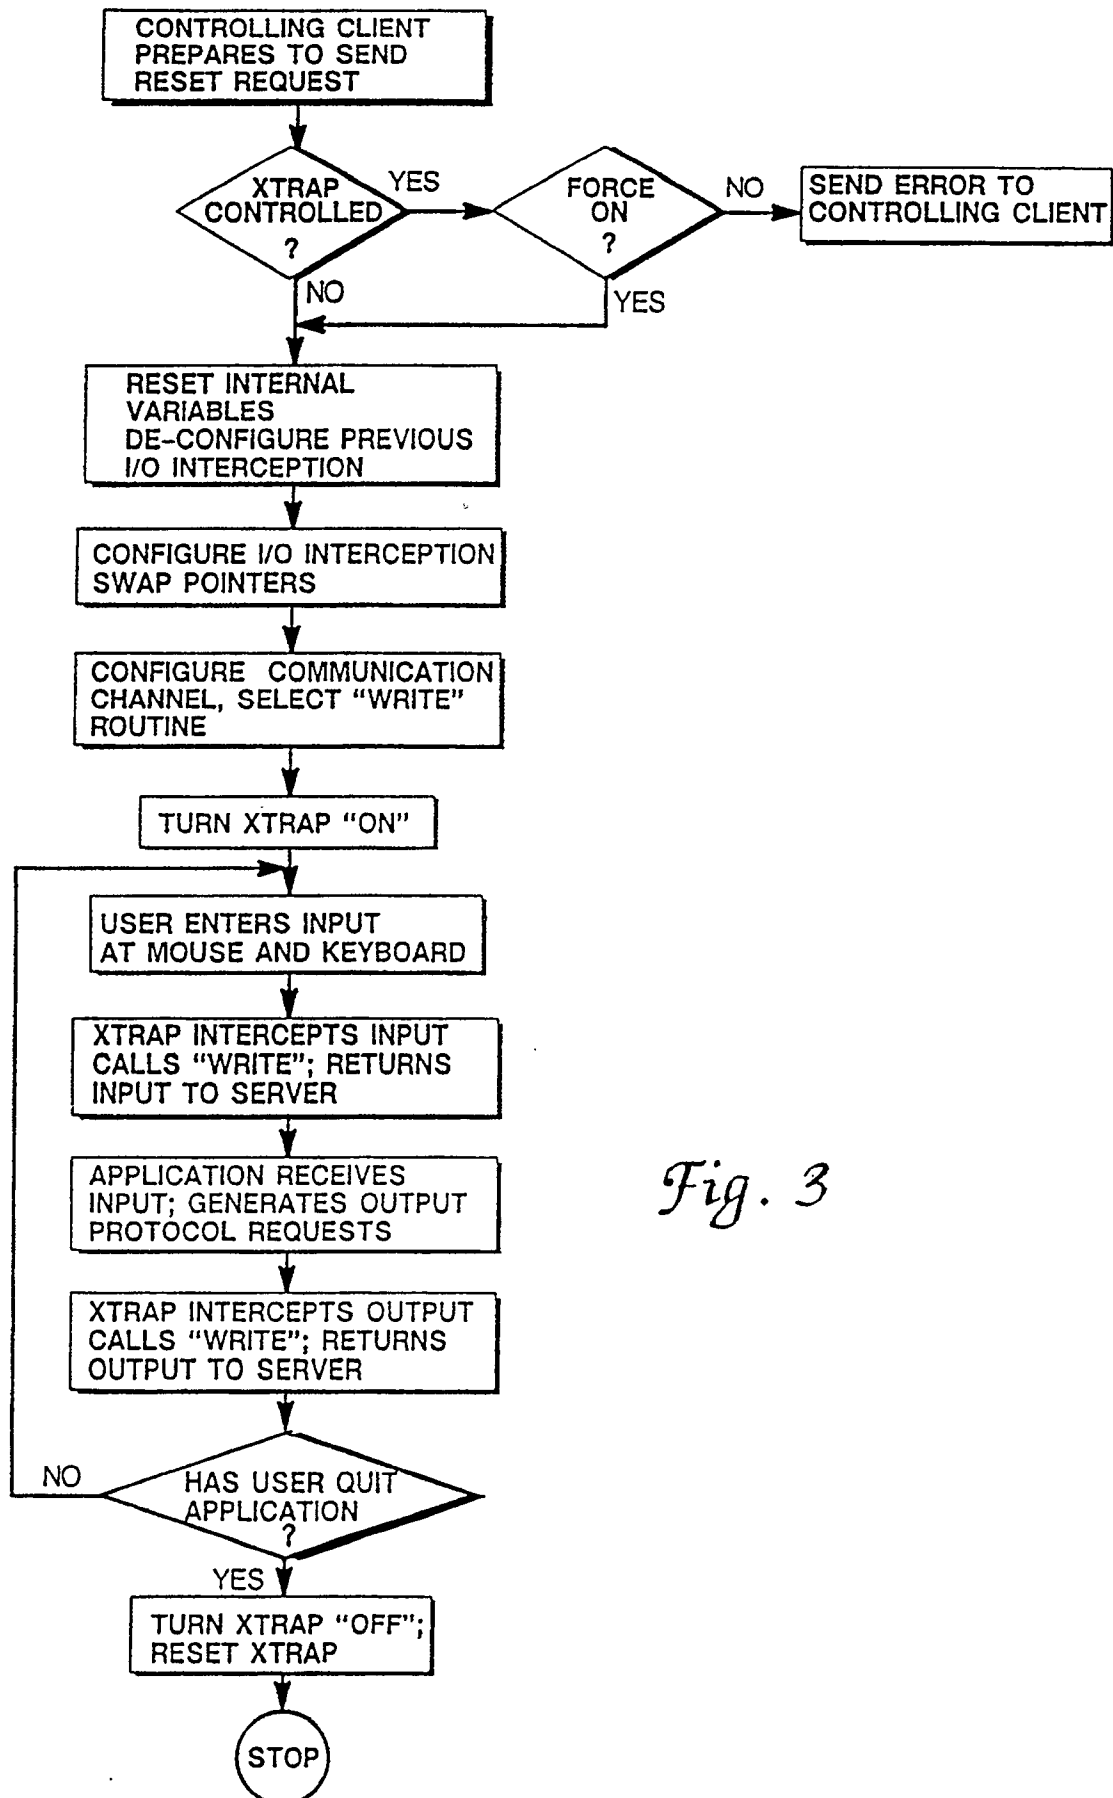 CONTROLLING CLIENT
PREPARES TO SEND
RESET REQUEST
XTRAP
CONTROLLED
?
YES
FORCE
ON
?
NO
SEND ERROR TO
CONTROLLING CLIENT
NO
YES
RESET INTERNAL
VARIABLES
DE-CONFIGURE PREVIOUS
I/O INTERCEPTION
CONFIGURE I/O INTERCEPTION
SWAP POINTERS
CONFIGURE COMMUNICATION
CHANNEL, SELECT "WRITE"
ROUTINE
TURN XTRAP "ON"
USER ENTERS INPUT
AT MOUSE AND KEYBOARD
XTRAP INTERCEPTS INPUT
CALLS "WRITE"; RETURNS
INPUT TO SERVER
APPLICATION RECEIVES
INPUT; GENERATES OUTPUT
PROTOCOL REQUESTS
XTRAP INTERCEPTS OUTPUT
CALLS "WRITE"; RETURNS
OUTPUT TO SERVER
NO
HAS USER QUIT
APPLICATION
?
YES
TURN XTRAP "OFF";
RESET XTRAP
STOP
Fig. 3